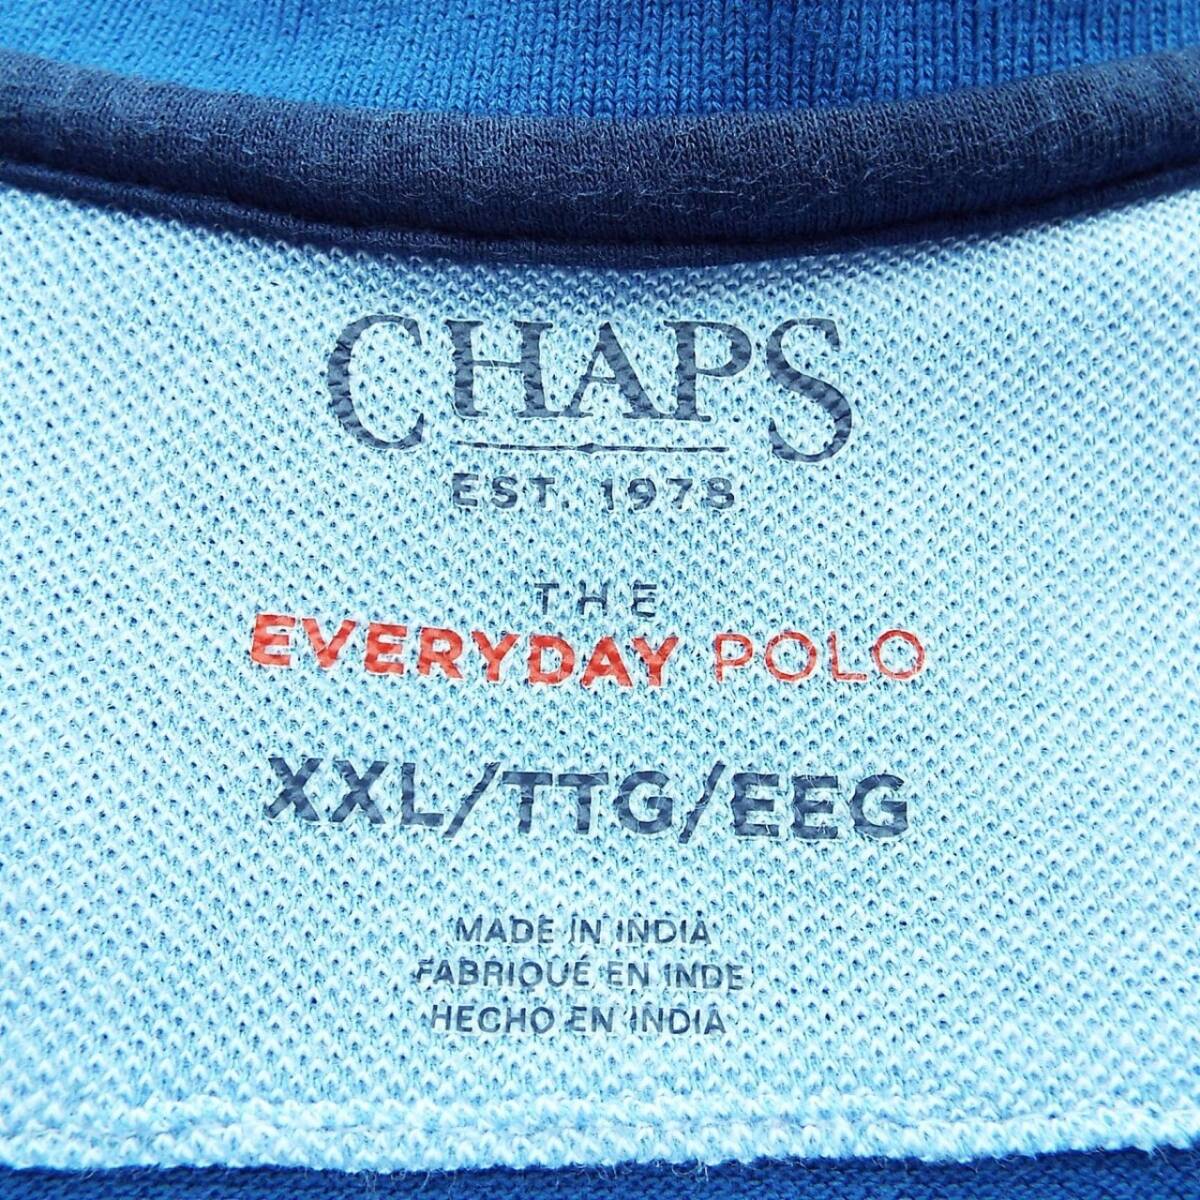 CHAPS
EST. 1978
THE
EVERYDAY POLO
XXL/TTG/EEG
MADE IN INDIA
FABRIQUÉ EN INDE
HECHO EN INDIA